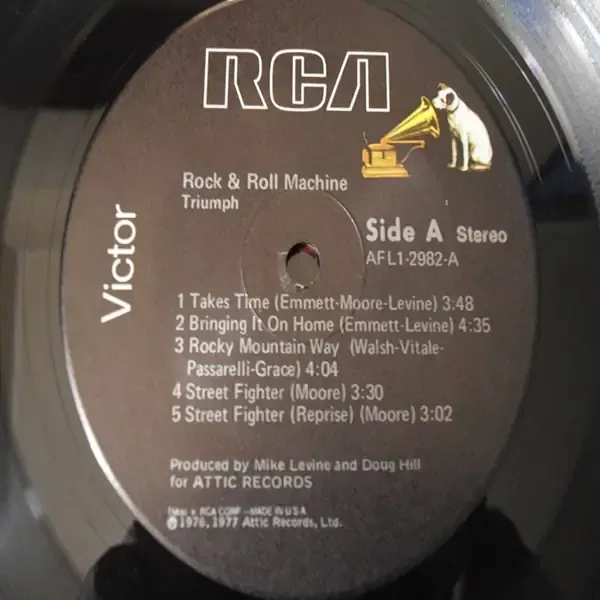 RCA
Rock & Roll Machine
Triumph
Victor
Side A Stereo
AFL1-2982-A
1 Takes Time (Emmett-Moore-Levine) 3:48
2 Bringing It On Home (Emmett-Levine) 4:35
3 Rocky Mountain Way (Walsh-Vitale-
Passarelli-Grace) 4:04
4 Street Fighter (Moore) 3:30
5 Street Fighter (Reprise) (Moore) 3:02
Produced by Mike Levine and Doug Hill
for ATTIC RECORDS
RCA CORP —MADE IN U.S.A
℗1976, 1977 Attic Records, Ltd.